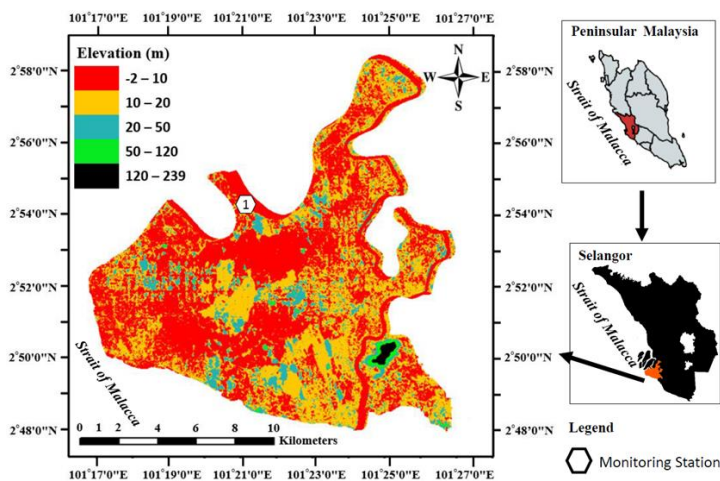 101°17'0"E 101°19'0"E 101°21'0"E 101°23'0"E 101°25'0"E 101°27'0"E
Elevation (m)
-2 – 10
10 – 20
20 – 50
50 – 120
120 – 239
N
W E
S
2°58'0"N 2°58'0"N
2°56'0"N 2°56'0"N
2°54'0"N 2°54'0"N
2°52'0"N 2°52'0"N
2°50'0"N 2°50'0"N
2°48'0"N 2°48'0"N
1
Strait of Malacca
0 1 2 4 6 8 10
Kilometers
101°17'0"E 101°19'0"E 101°21'0"E 101°23'0"E 101°25'0"E 101°27'0"E
Peninsular Malaysia
Strait of Malacca
Selangor
Strait of Malacca
Legend
Monitoring Station